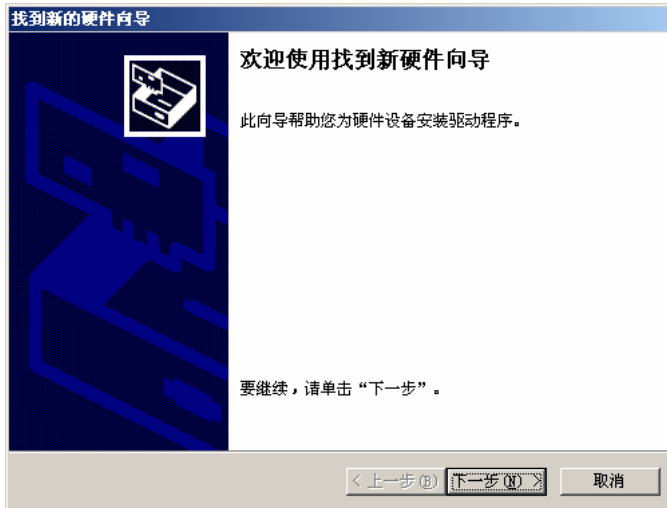 找到新的硬件向导
欢迎使用找到新硬件向导
此向导帮助您为硬件设备安装驱动程序。
要继续，请单击“下一步”。
< 上一步(B) 下一步(N) > 取消